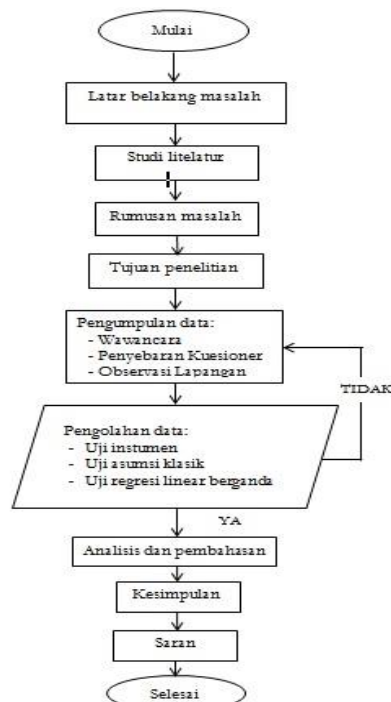 Mulai
Latar belakang masalah
Studi litelatur
Rumusan masalah
Tujuan penelitian
Pengumpulan data:
- Wawancara
- Penyebaran Kuesioner
- Observasi Lapangan
TIDAK
Pengolahan data:
- Uji instumen
- Uji asumsi klasik
- Uji regresi linear berganda
YA
Analisis dan pembahasan
Kesimpulan
Saran
Selesai